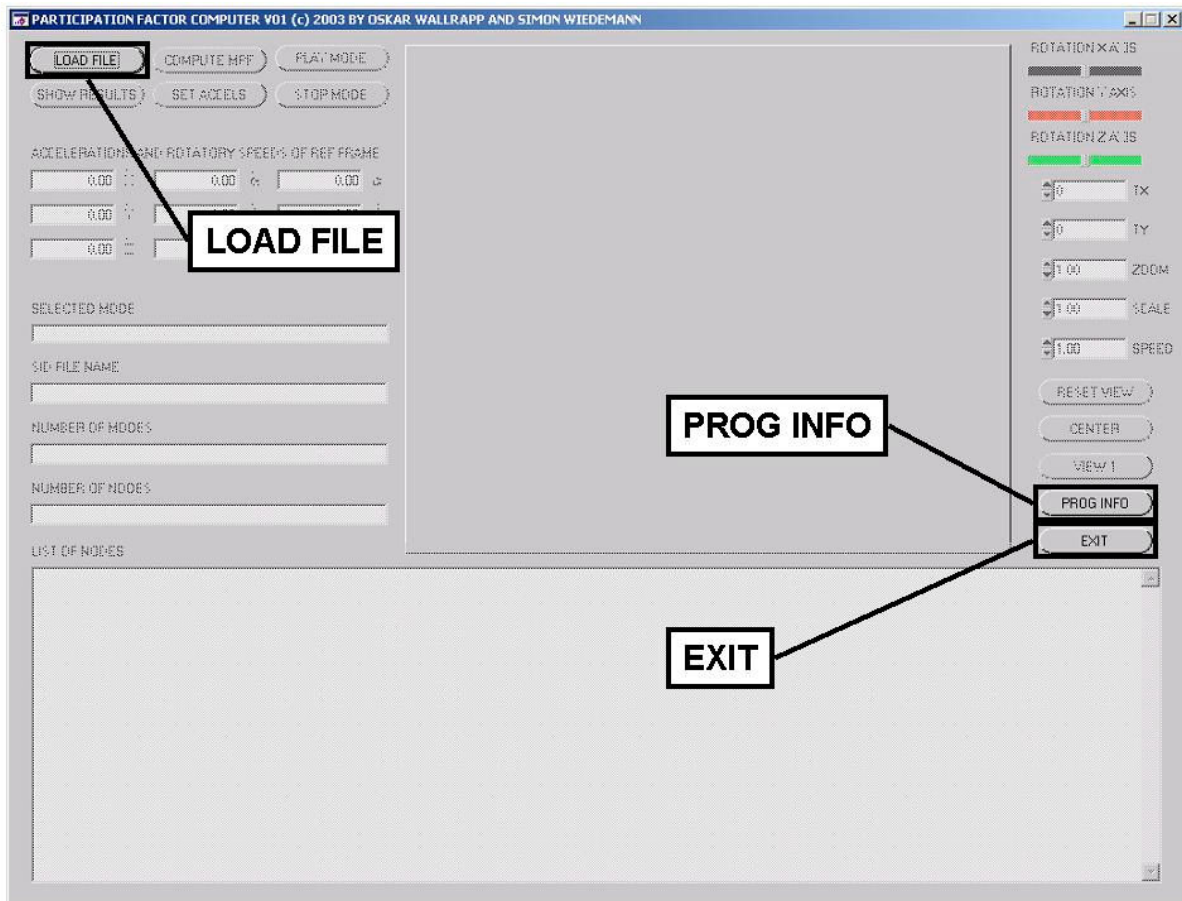 PARTICIPATION FACTOR COMPUTER V01 (c) 2003 BY OSKAR WALLRAPP AND SIMON WIEDEMANN
LOAD FILE COMPUTE MPF PLAY MODE
SHOW RESULTS SET ACCELS STOP MODE
ACCELERATIONS AND ROTATORY SPEEDS OF REF FRAME
0.00 0.00 0.00
0.00
0.00
LOAD FILE
SELECTED MODE
SID FILE NAME
NUMBER OF MODES
NUMBER OF NODES
LIST OF NODES
ROTATION X AXIS
ROTATION Y AXIS
ROTATION Z AXIS
0 TX
0 TY
1.00 ZOOM
1.00 SCALE
1.00 SPEED
RESET VIEW
CENTER
VIEW 1
PROG INFO
EXIT
PROG INFO
EXIT